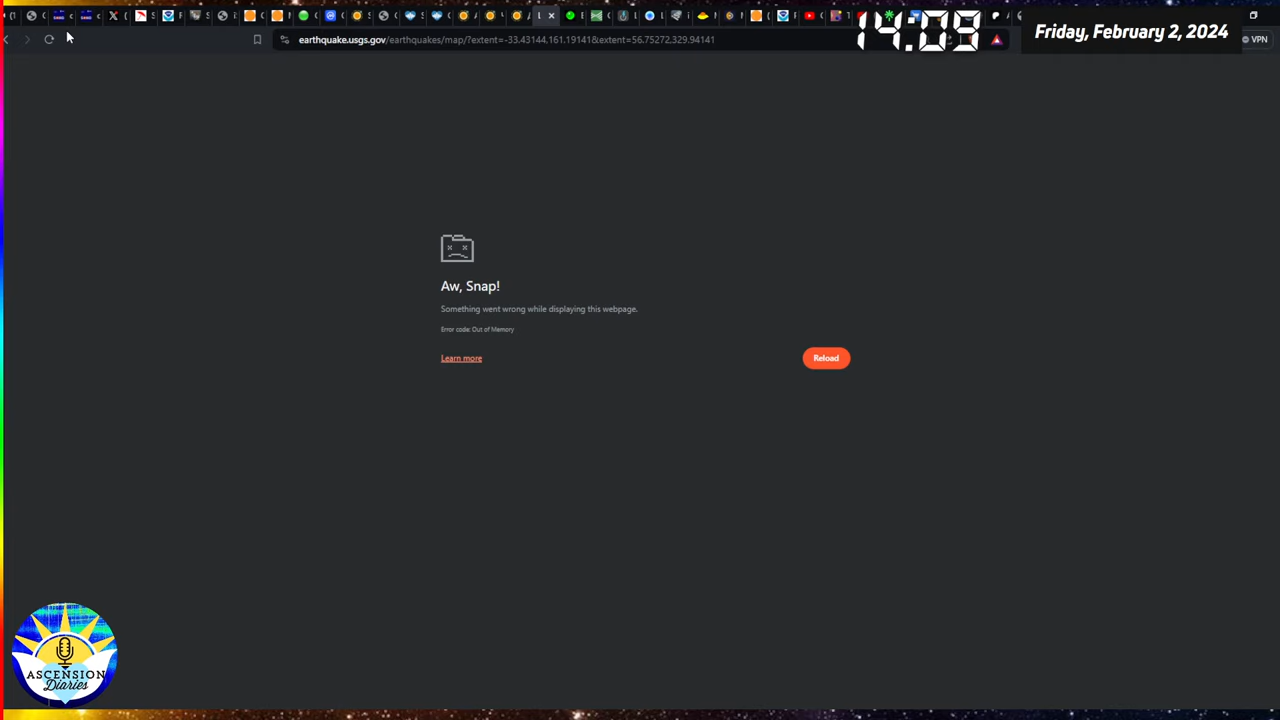 14:09
Friday, February 2, 2024
earthquake.usgs.gov/earthquakes/map/?extent=-33.43144,161.19141&extent=56.75272,329.94141
VPN
Aw, Snap!
Something went wrong while displaying this webpage.
Error code: Out of Memory
Learn more
Reload
ASCENSION
Diaries